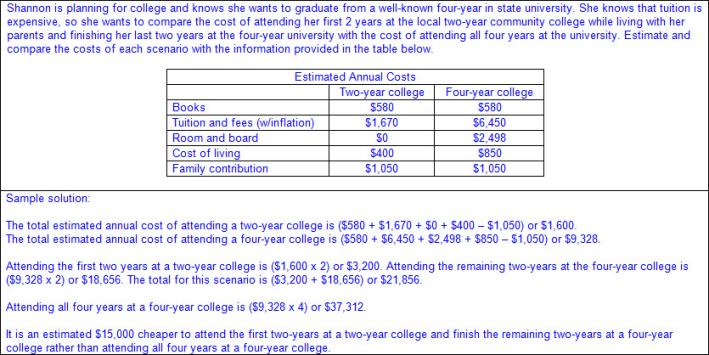 Shannon is planning for college and knows she wants to graduate from a well-known four-year in state university. She knows that tuition is
expensive, so she wants to compare the cost of attending her first 2 years at the local two-year community college while living with her
parents and finishing her last two years at the four-year university with the cost of attending all four years at the university. Estimate and
compare the costs of each scenario with the information provided in the table below.
Estimated Annual Costs
Two-year college Four-year college
Books $580 $580
Tuition and fees (w/inflation) $1,670 $6,450
Room and board $0 $2,498
Cost of living $400 $850
Family contribution $1,050 $1,050
Sample solution:
The total estimated annual cost of attending a two-year college is ($580 + $1,670 + $0 + $400 – $1,050) or $1,600.
The total estimated annual cost of attending a four-year college is ($580 + $6,450 + $2,498 + $850 – $1,050) or $9,328.
Attending the first two years at a two-year college is ($1,600 x 2) or $3,200. Attending the remaining two-years at the four-year college is
($9,328 x 2) or $18,656. The total for this scenario is ($3,200 + $18,656) or $21,856.
Attending all four years at a four-year college is ($9,328 x 4) or $37,312.
It is an estimated $15,000 cheaper to attend the first two-years at a two-year college and finish the remaining two-years at a four-year
college rather than attending all four years at a four-year college.